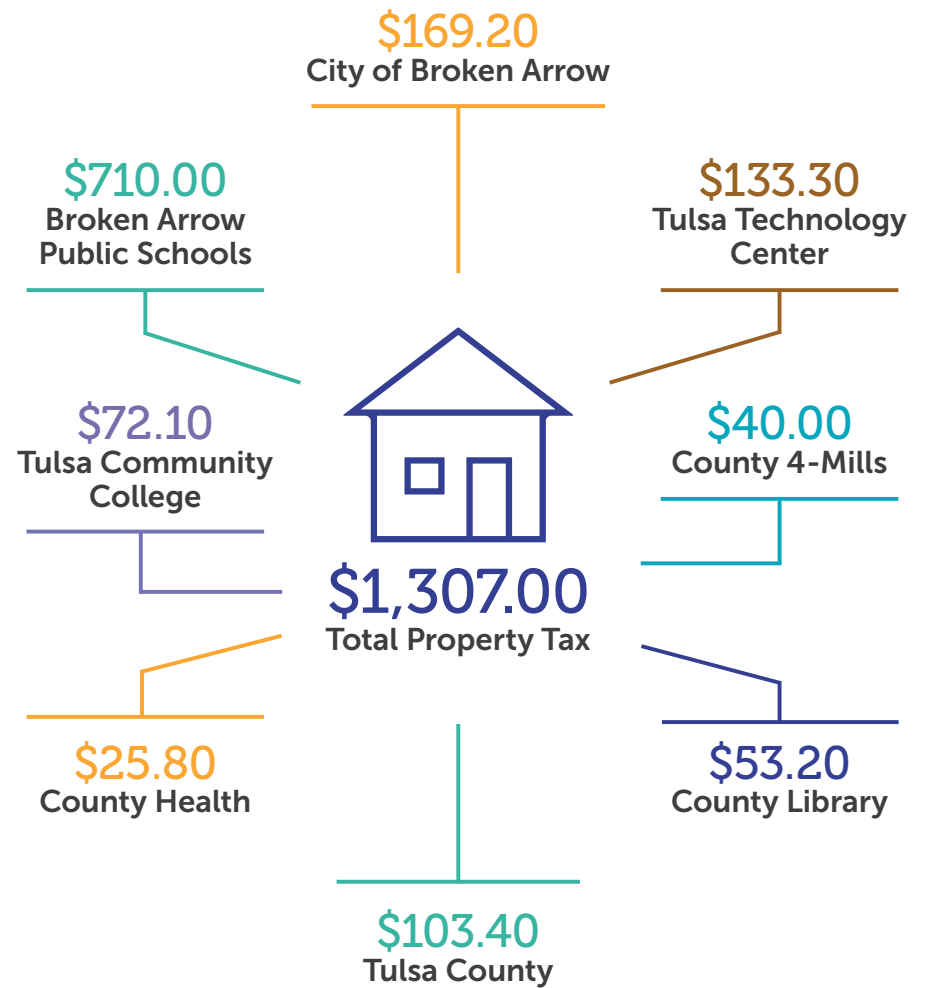 $169.20
City of Broken Arrow
$710.00
Broken Arrow
Public Schools
$133.30
Tulsa Technology
Center
$72.10
Tulsa Community
College
$40.00
County 4-Mills
$1,307.00
Total Property Tax
$25.80
County Health
$53.20
County Library
$103.40
Tulsa County